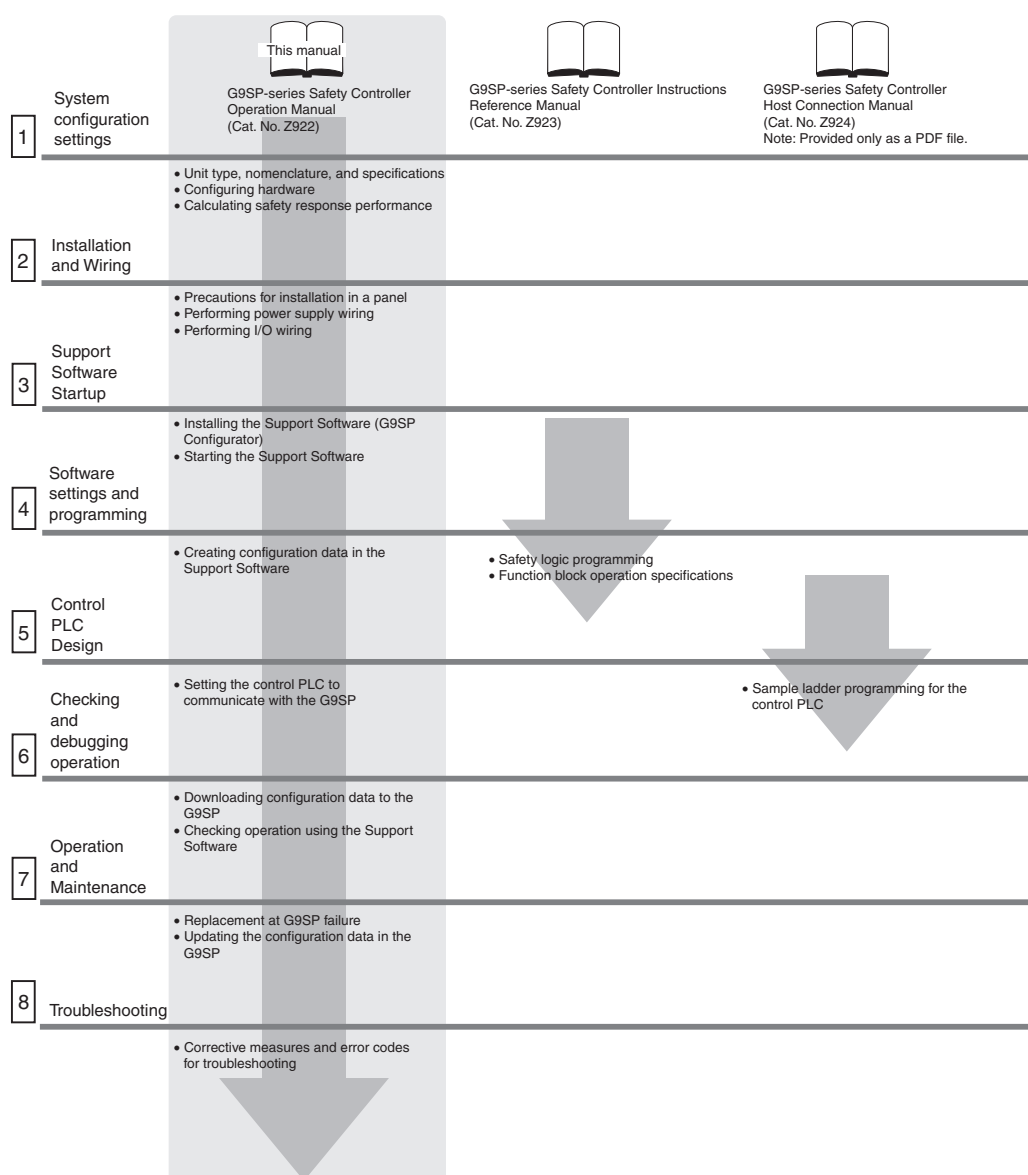 This manual
G9SP-series Safety Controller
Operation Manual
(Cat. No. Z922)
G9SP-series Safety Controller Instructions
Reference Manual
(Cat. No. Z923)
G9SP-series Safety Controller
Host Connection Manual
(Cat. No. Z924)
Note: Provided only as a PDF file.
1
System
configuration
settings
• Unit type, nomenclature, and specifications
• Configuring hardware
• Calculating safety response performance
2
Installation
and Wiring
• Precautions for installation in a panel
• Performing power supply wiring
• Performing I/O wiring
3
Support
Software
Startup
• Installing the Support Software (G9SP
Configurator)
• Starting the Support Software
4
Software
settings and
programming
• Creating configuration data in the
Support Software
• Safety logic programming
• Function block operation specifications
5
Control
PLC
Design
• Setting the control PLC to
communicate with the G9SP
• Sample ladder programming for the
control PLC
6
Checking
and
debugging
operation
• Downloading configuration data to the
G9SP
• Checking operation using the Support
Software
7
Operation
and
Maintenance
• Replacement at G9SP failure
• Updating the configuration data in the
G9SP
8
Troubleshooting
• Corrective measures and error codes
for troubleshooting